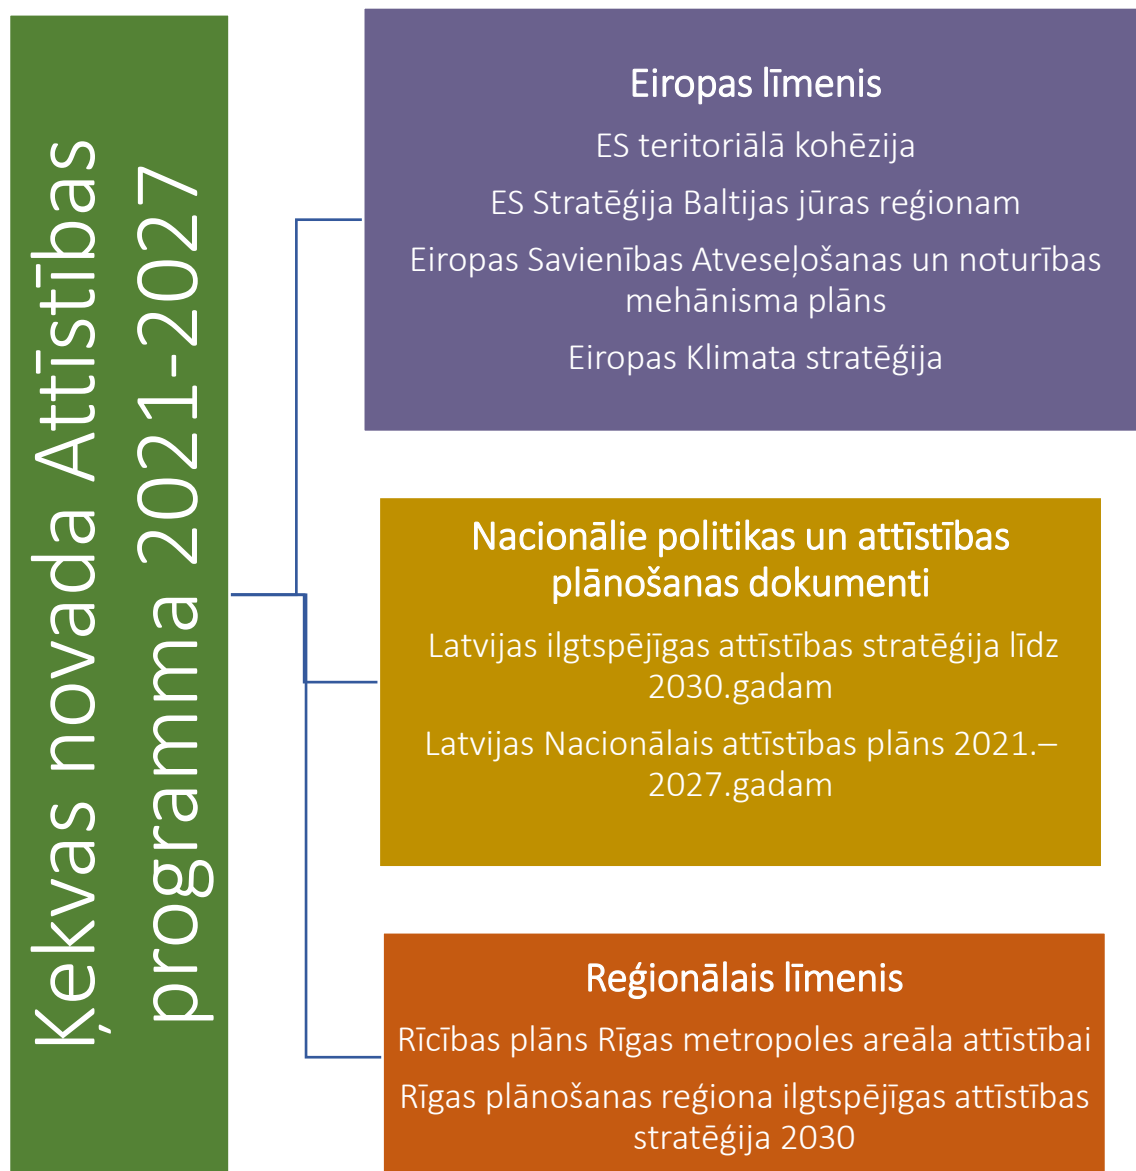 Ķekvas novada Attīstības
programma 2021-2027
Eiropas līmenis
ES teritoriālā kohēzija
ES Stratēģija Baltijas jūras reģionam
Eiropas Savienības Atveseļošanas un noturības
mehānisma plāns
Eiropas Klimata stratēģija
Nacionālie politikas un attīstības
plānošanas dokumenti
Latvijas ilgtspējīgas attīstības stratēģija līdz
2030.gadam
Latvijas Nacionālais attīstības plāns 2021.–
2027.gadam
Reģionālais līmenis
Rīcības plāns Rīgas metropoles areāla attīstībai
Rīgas plānošanas reģiona ilgtspējīgas attīstības
stratēģija 2030